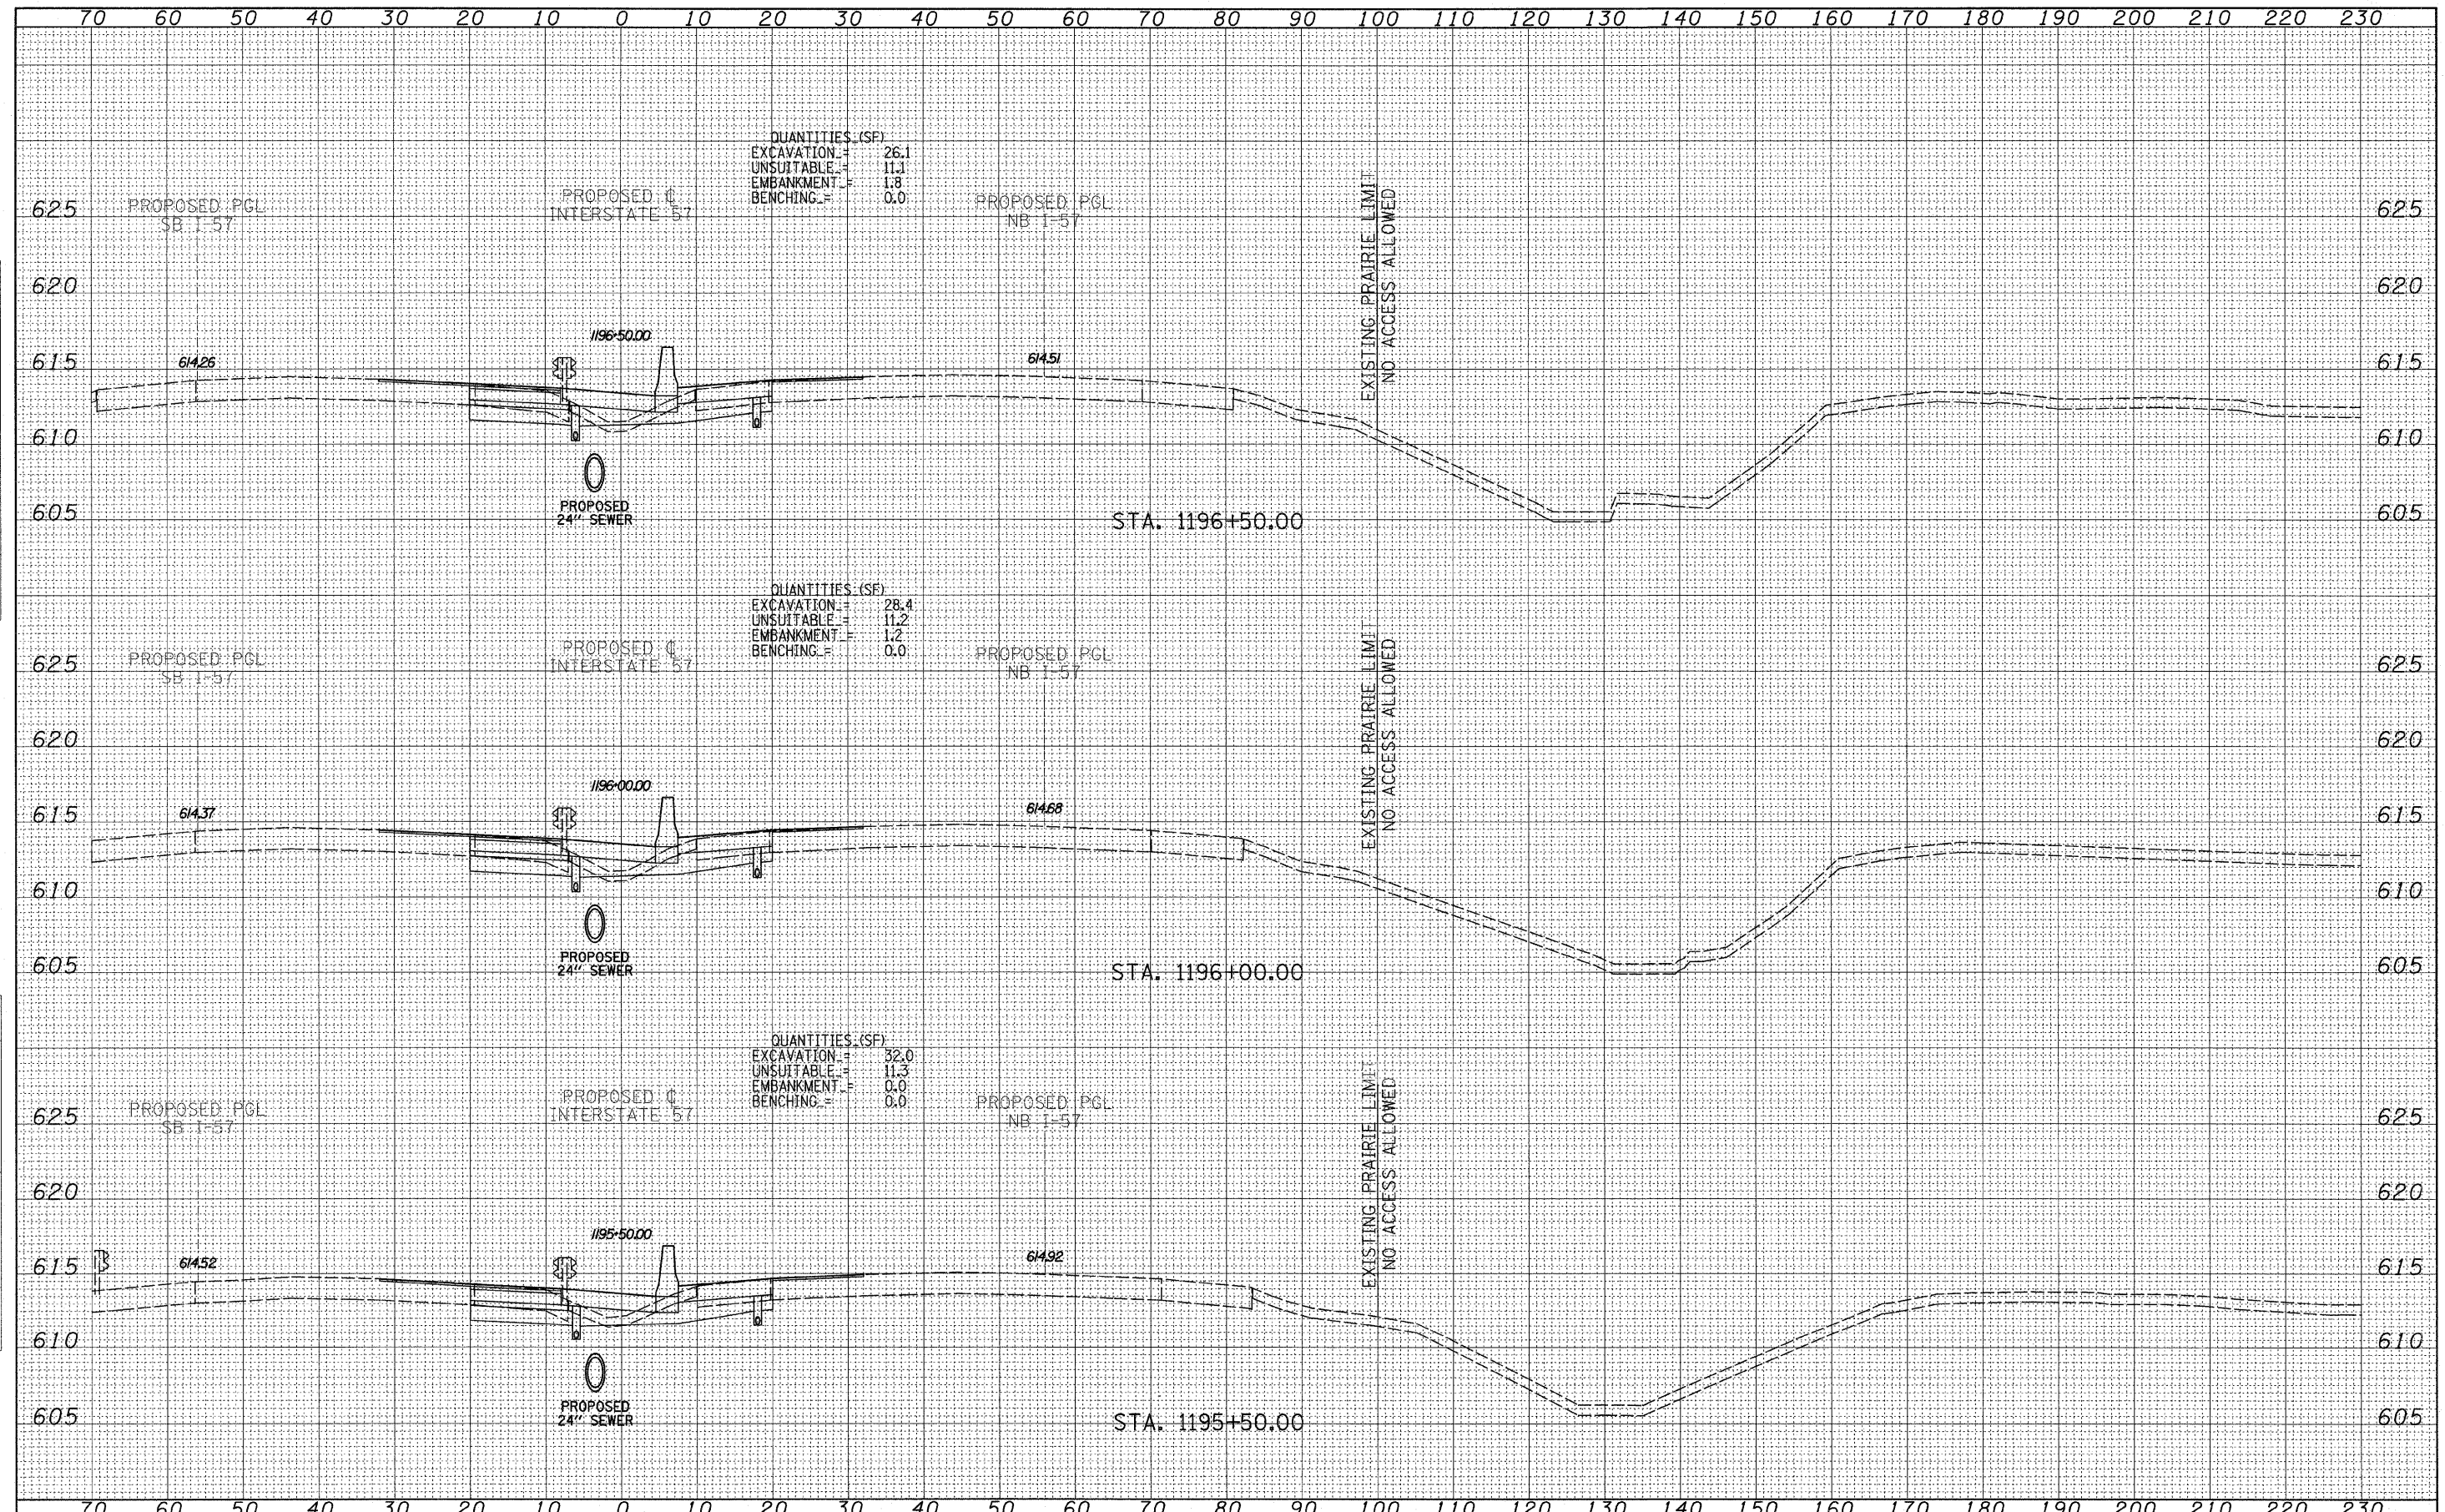 70 60 50 40 30 20 10 0 10 20 30 40 50 60 70 80 90 100 110 120 130 140 150 160 170 180 190 200 210 220 230
QUANTITIES (SF)
EXCAVATION = 26.1
UNSUITABLE = 11.1
EMBANKMENT = 1.8
BENCHING = 0.0
PROPOSED PGL
SB I-57
PROPOSED ℄
INTERSTATE 57
PROPOSED PGL
NB I-57
EXISTING PRAIRIE LIMIT
NO ACCESS ALLOWED
625 625
620 620
1196+50.00
615 614.26 614.51 615
610 610
PROPOSED
24" SEWER
605 STA. 1196+50.00 605
QUANTITIES (SF)
EXCAVATION = 28.4
UNSUITABLE = 11.2
EMBANKMENT = 1.2
BENCHING = 0.0
PROPOSED PGL
SB I-57
PROPOSED ℄
INTERSTATE 57
PROPOSED PGL
NB I-57
EXISTING PRAIRIE LIMIT
NO ACCESS ALLOWED
625 625
620 620
1196+00.00
615 614.37 614.68 615
610 610
PROPOSED
24" SEWER
605 STA. 1196+00.00 605
QUANTITIES (SF)
EXCAVATION = 32.0
UNSUITABLE = 11.3
EMBANKMENT = 0.0
BENCHING = 0.0
PROPOSED PGL
SB I-57
PROPOSED ℄
INTERSTATE 57
PROPOSED PGL
NB I-57
EXISTING PRAIRIE LIMIT
NO ACCESS ALLOWED
625 625
620 620
1195+50.00
615 614.52 614.92 615
610 610
PROPOSED
24" SEWER
605 STA. 1195+50.00 605
70 60 50 40 30 20 10 0 10 20 30 40 50 60 70 80 90 100 110 120 130 140 150 160 170 180 190 200 210 220 230